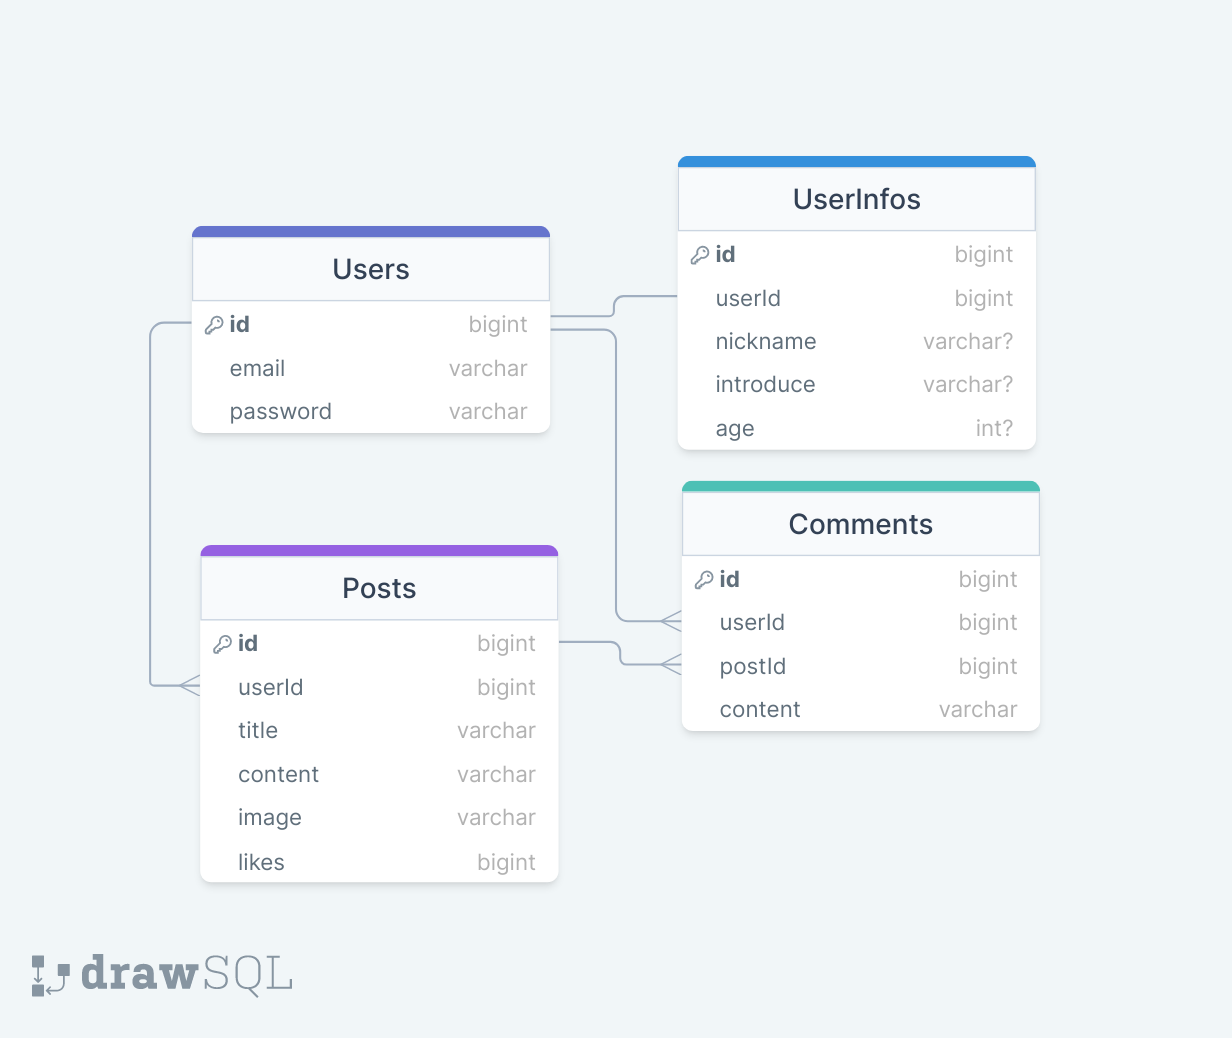 Users
id bigint
email varchar
password varchar
UserInfos
id bigint
userId bigint
nickname varchar?
introduce varchar?
age int?
Posts
id bigint
userId bigint
title varchar
content varchar
image varchar
likes bigint
Comments
id bigint
userId bigint
postId bigint
content varchar
drawSQL